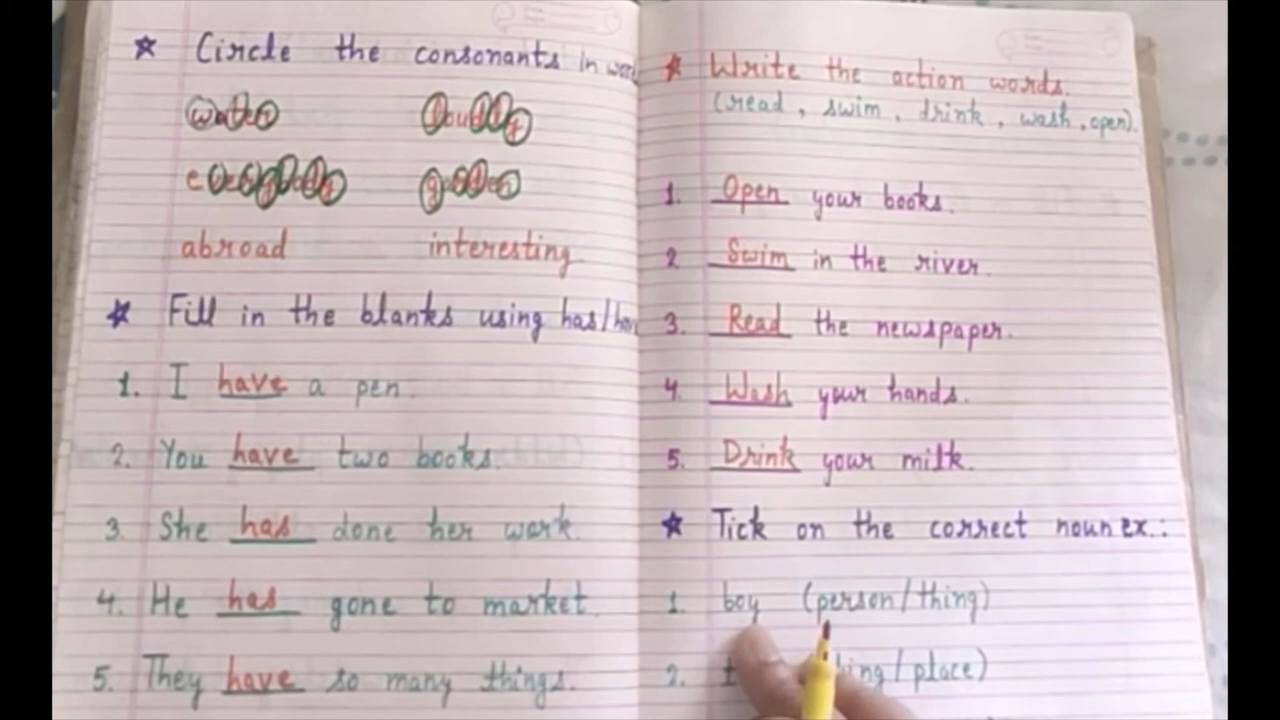 ★ Circle the consonants in
water
garden
abroad interesting
★ Fill in the blanks using has/
1. I have a pen.
2. You have two books.
3. She has done her work.
4. He has gone to market.
5. They have so many things.
★ Write the action words.
(read, swim, drink, wash, open).
1. Open your books.
2 Swim in the river.
3. Read the newspaper.
4. Wash your hands.
5. Drink your milk.
★ Tick on the correct noun ex.:
1. boy (person/thing)
2. /place)